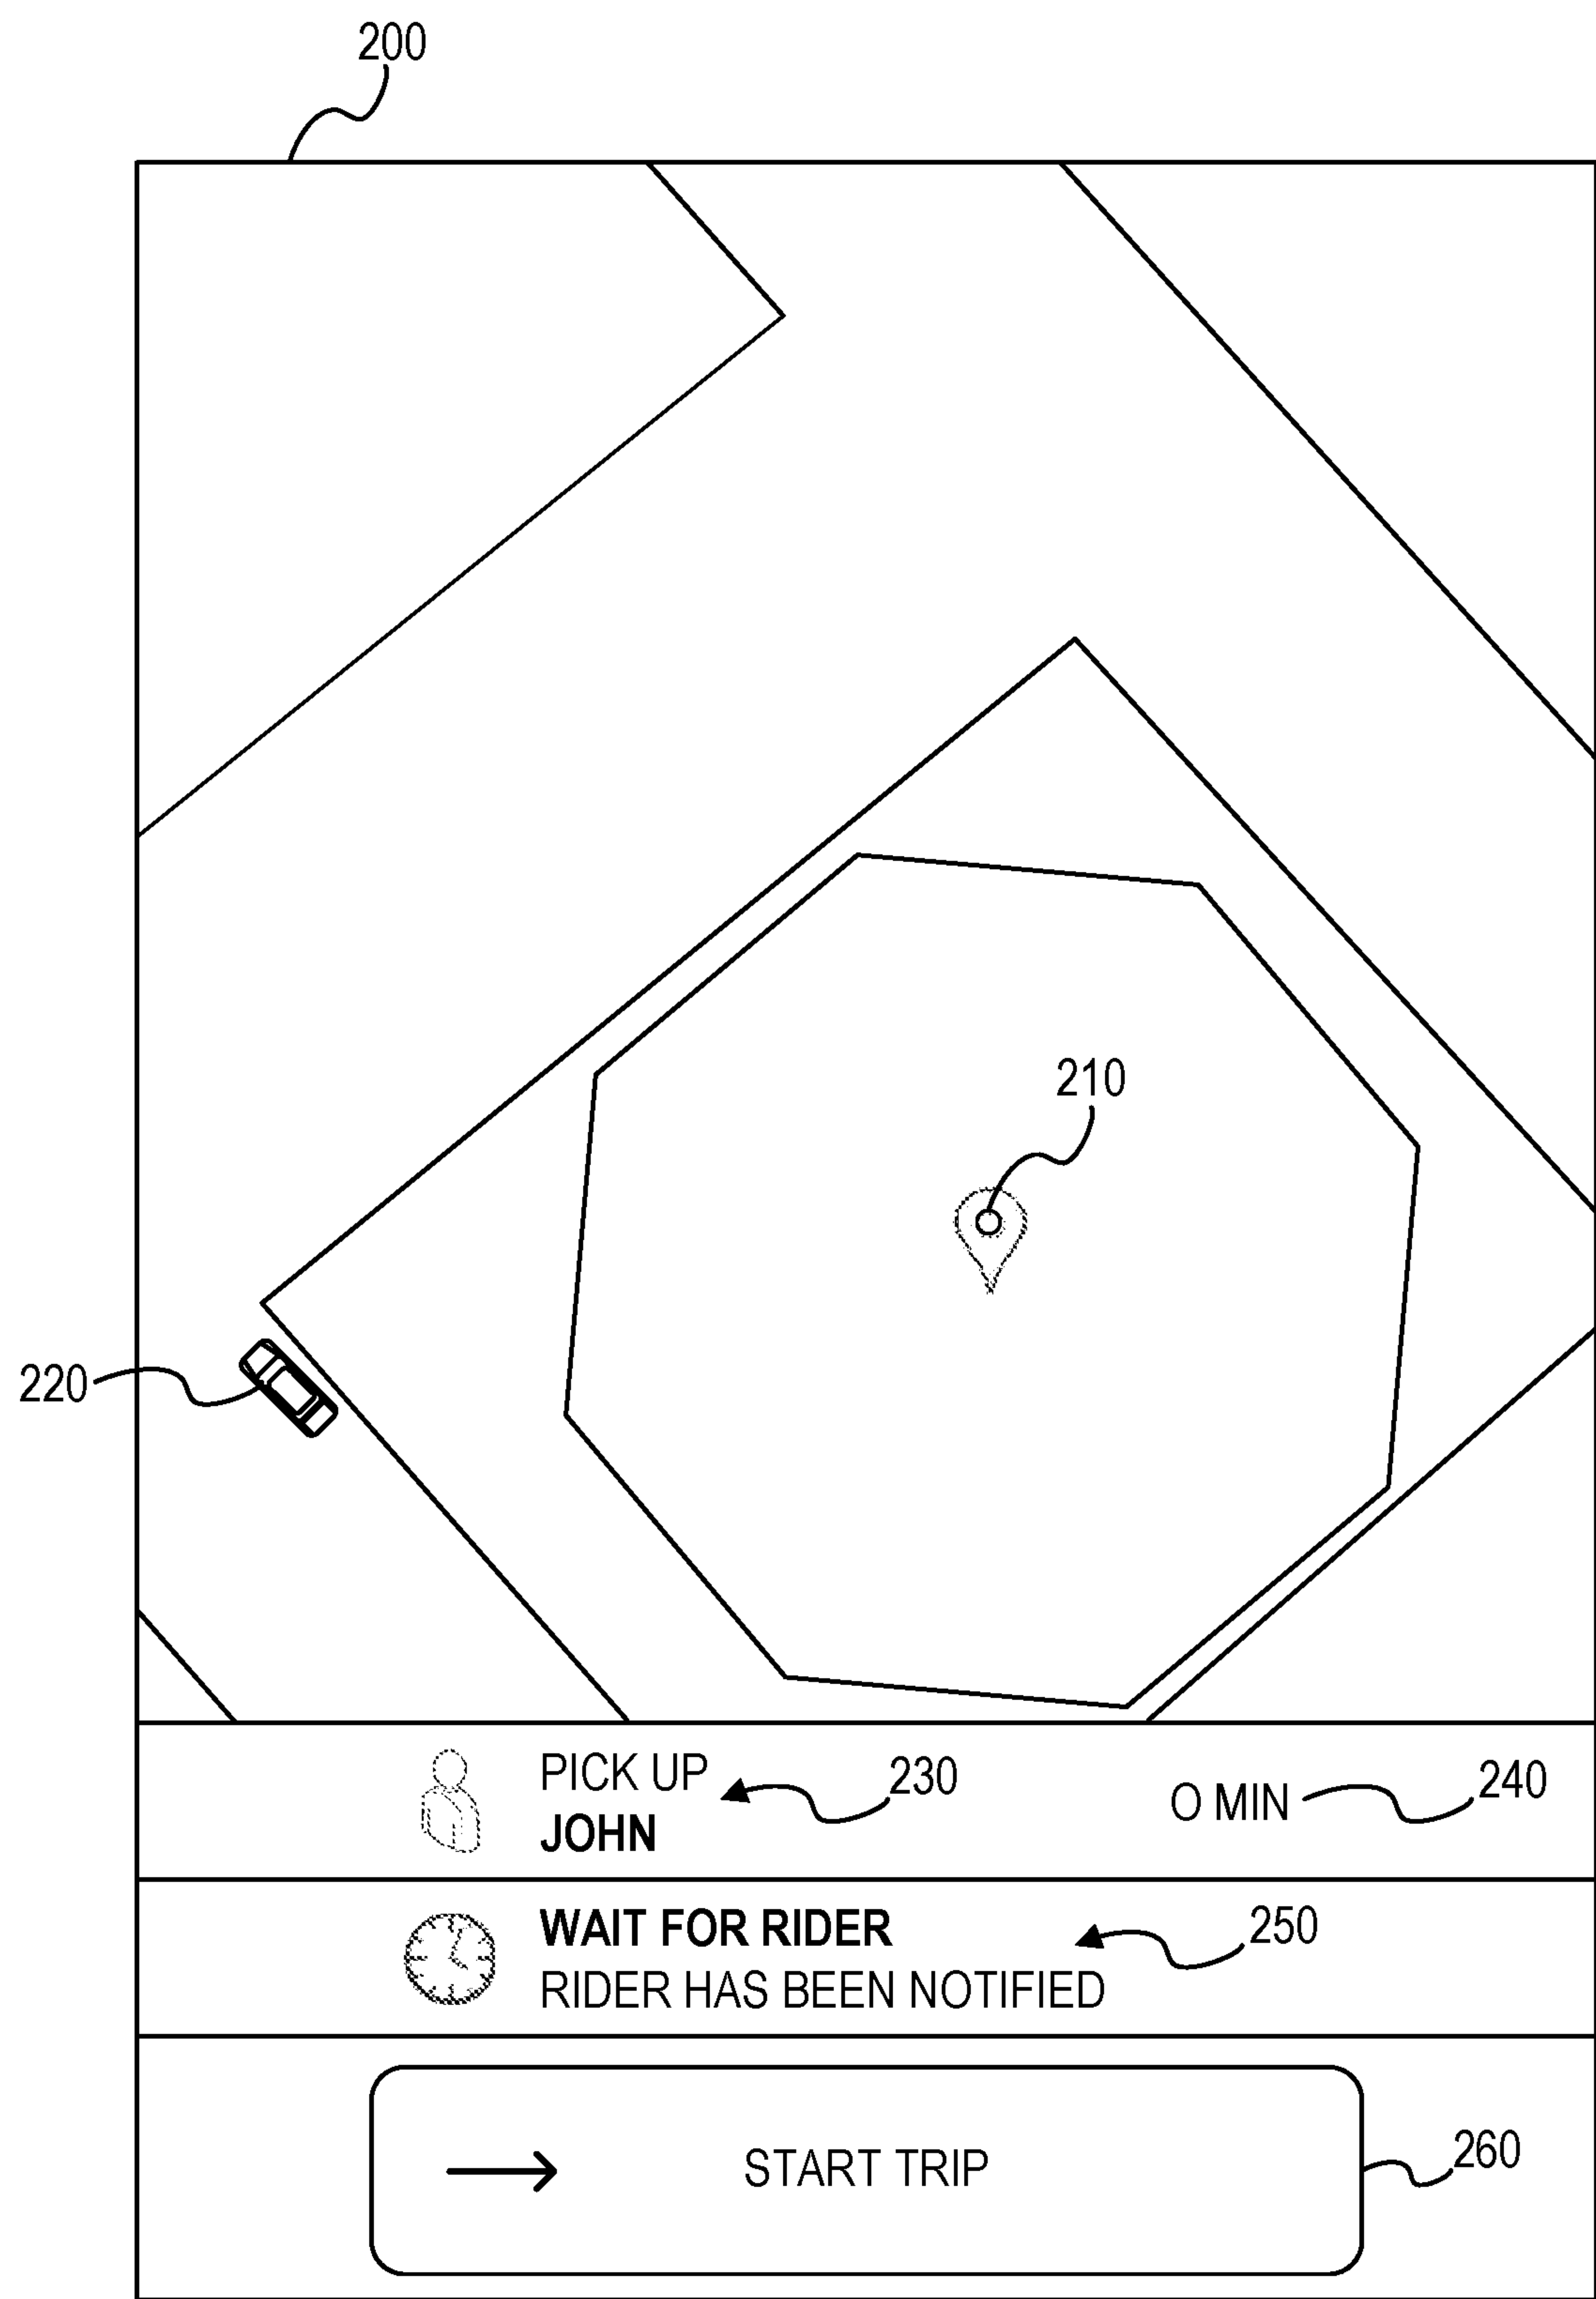 200
210
220
PICK UP
JOHN
230
O MIN
240
WAIT FOR RIDER
RIDER HAS BEEN NOTIFIED
250
START TRIP
260